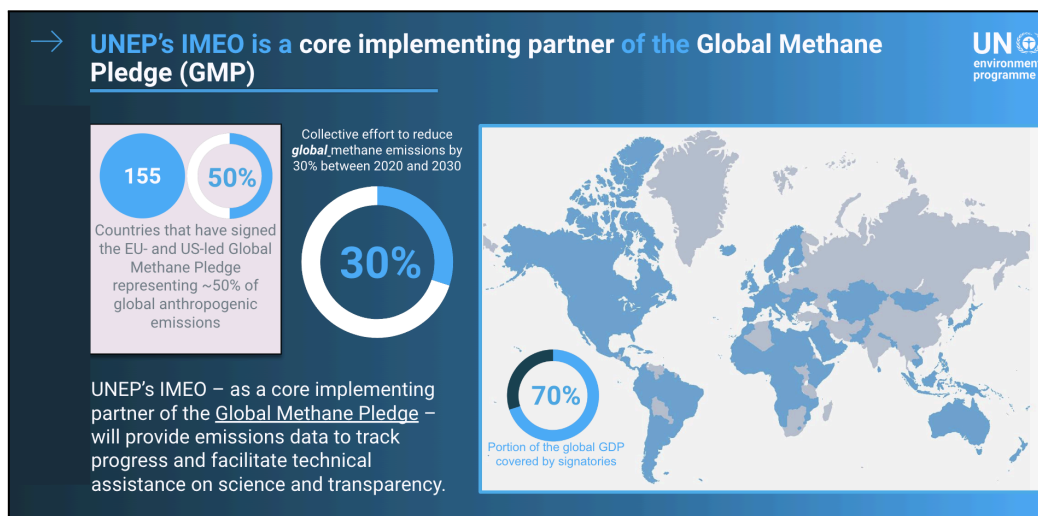 UNEP's IMEO is a core implementing partner of the Global Methane
Pledge (GMP)
UN
environment
programme
155
50%
Countries that have signed
the EU- and US-led Global
Methane Pledge
representing ~50% of
global anthropogenic
emissions
Collective effort to reduce
global methane emissions by
30% between 2020 and 2030
30%
UNEP's IMEO – as a core implementing
partner of the Global Methane Pledge –
will provide emissions data to track
progress and facilitate technical
assistance on science and transparency.
70%
Portion of the global GDP
covered by signatories